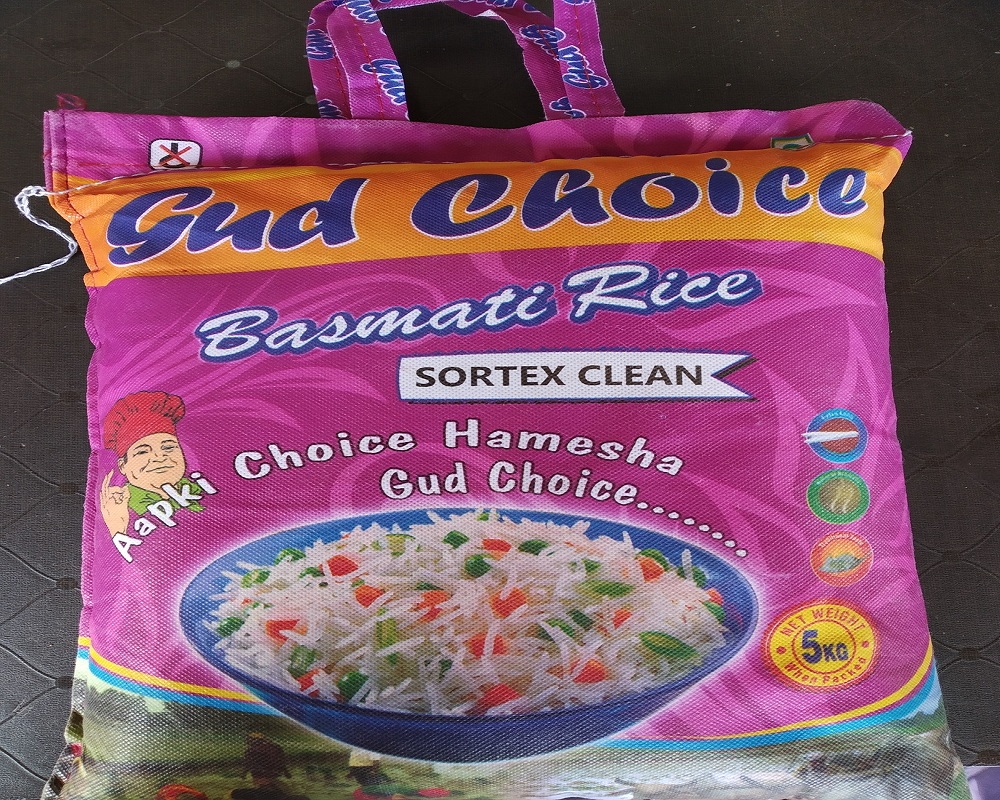 Gud Choice
Basmati Rice
SORTEX CLEAN
Aapki Choice Hamesha
Gud Choice........
NET WEIGHT
5KG
When Packed